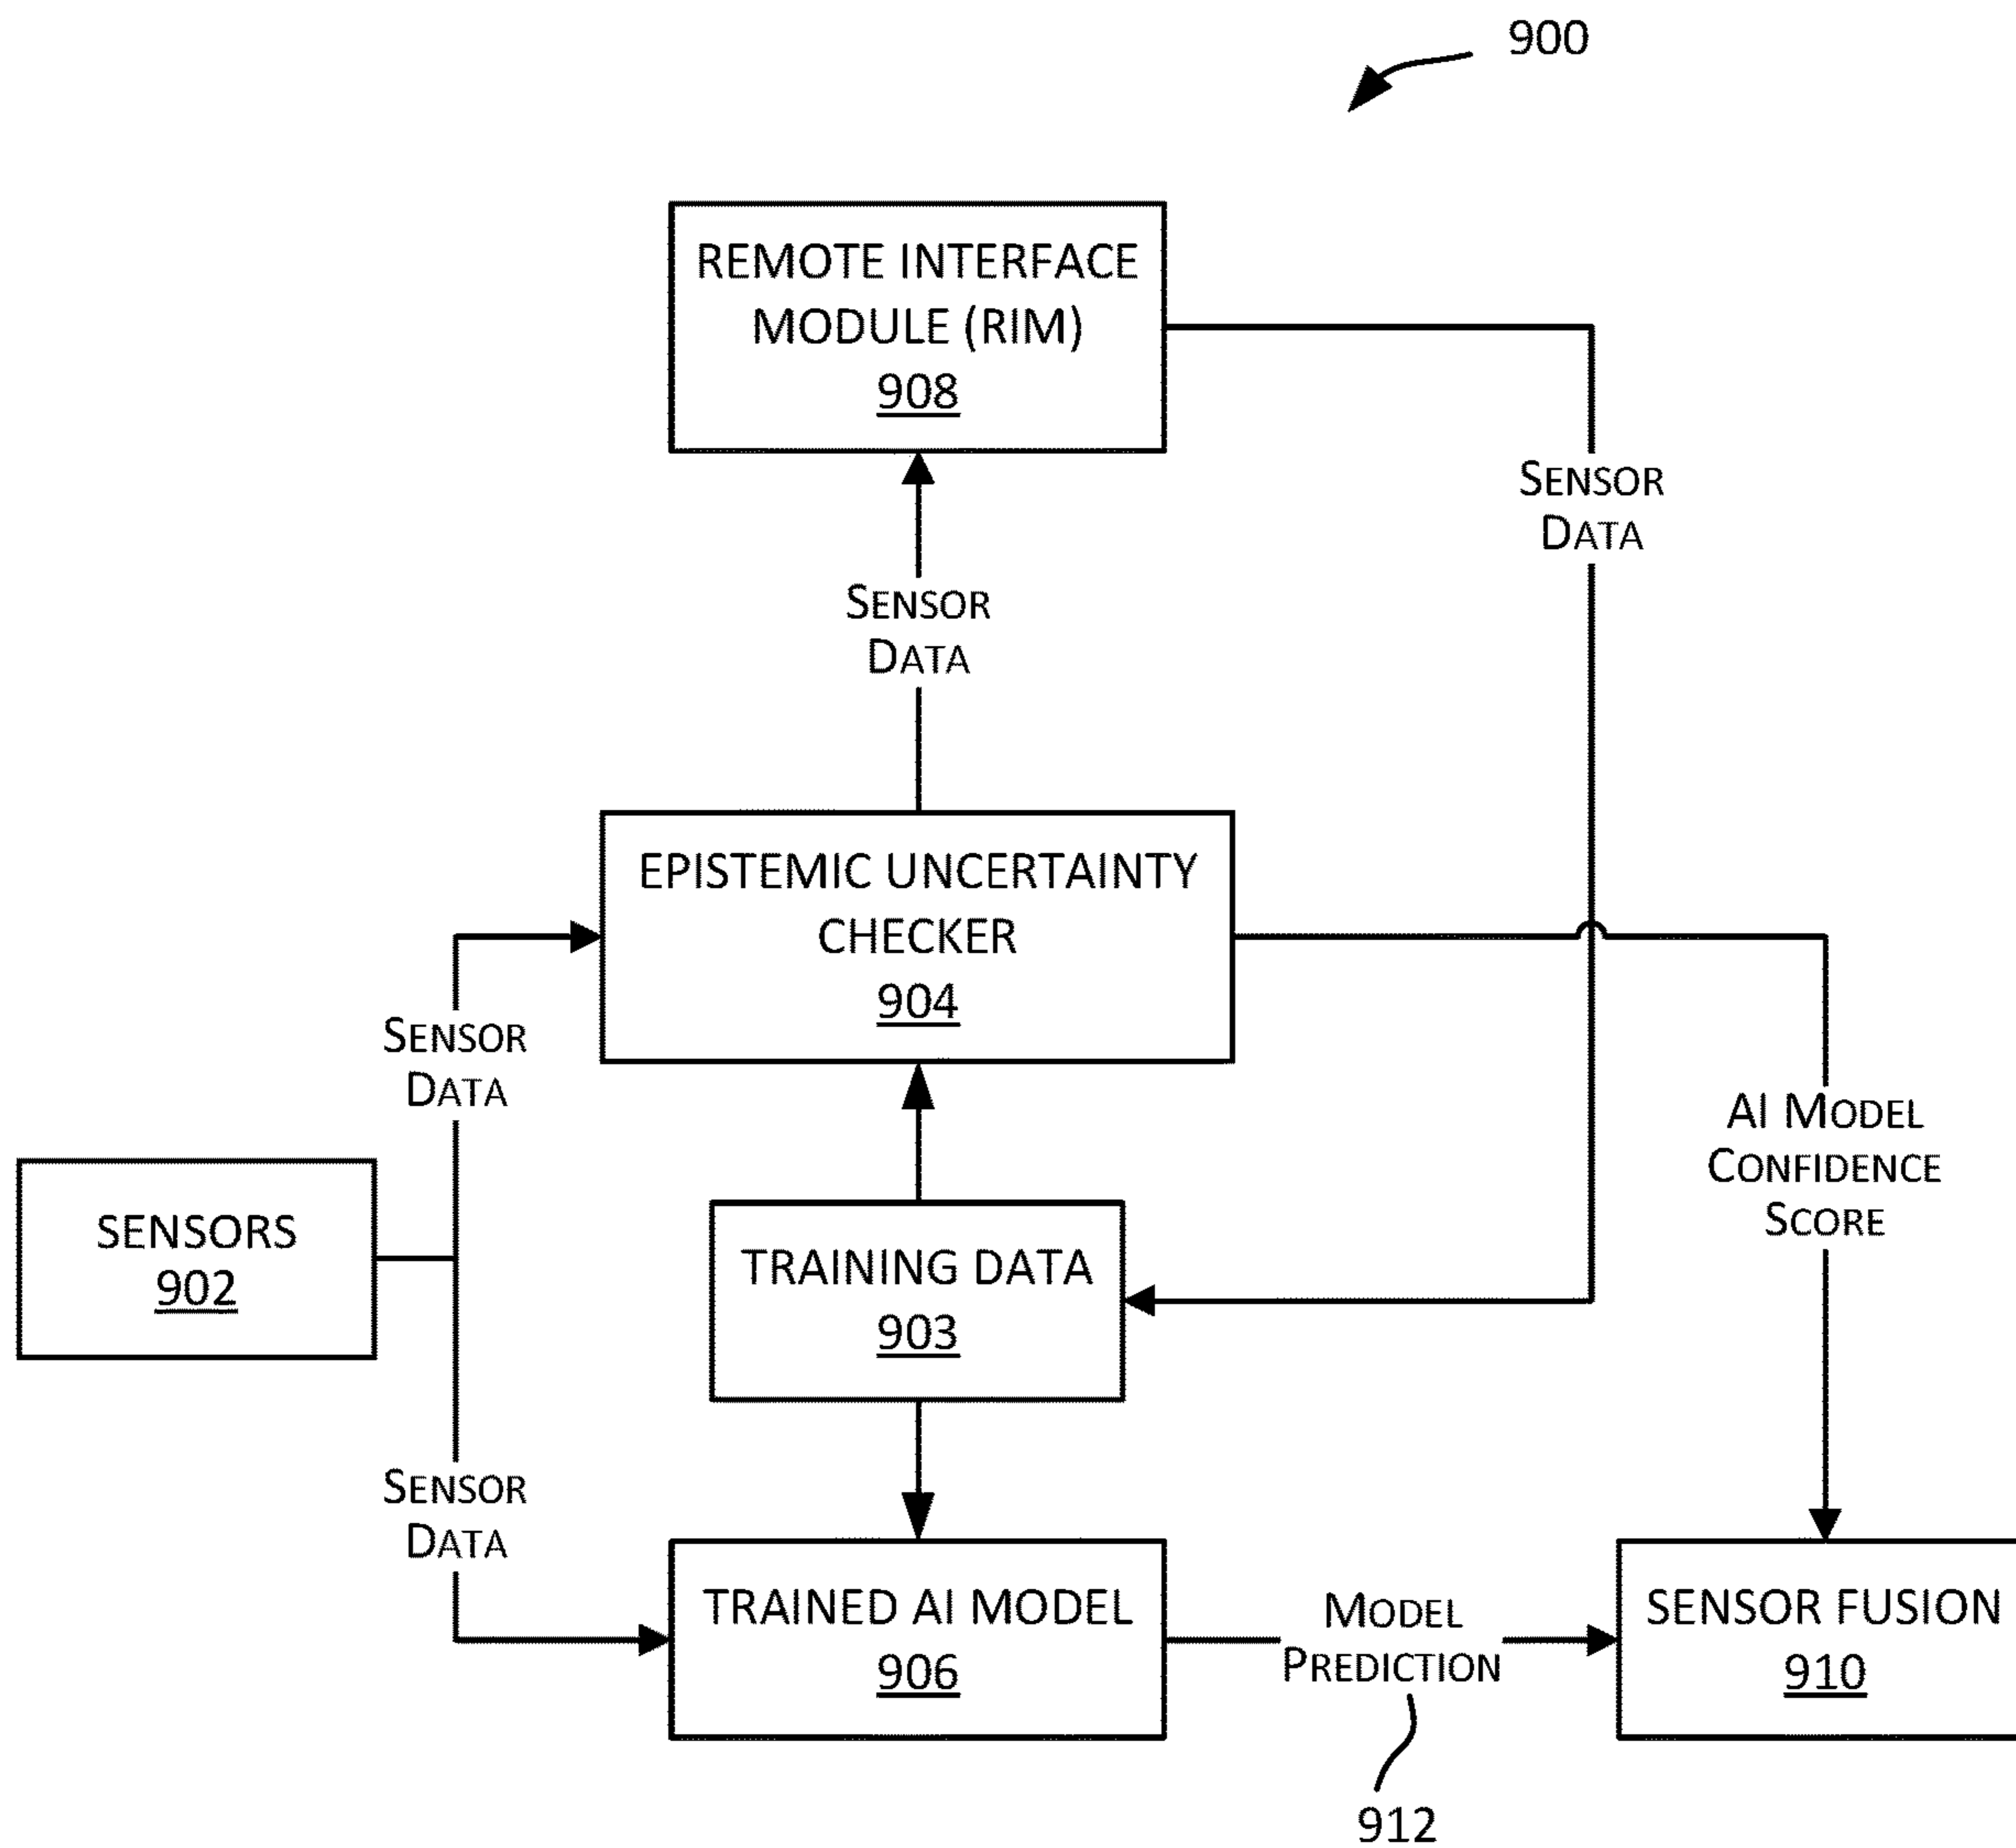 900
REMOTE INTERFACE
MODULE (RIM)
908
SENSOR
DATA
SENSOR
DATA
EPISTEMIC UNCERTAINTY
CHECKER
904
SENSOR
DATA
AI MODEL
CONFIDENCE
SCORE
SENSORS
902
TRAINING DATA
903
SENSOR
DATA
TRAINED AI MODEL
906
MODEL
PREDICTION
912
SENSOR FUSION
910